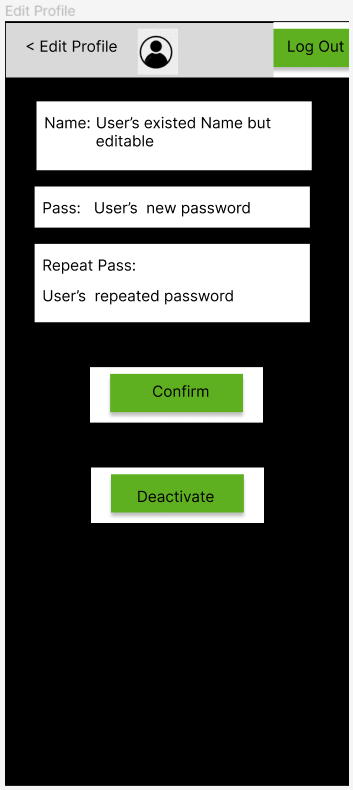 Edit Profile
< Edit Profile
Log Out
Name: User’s existed Name but
editable
Pass: User’s new password
Repeat Pass:
User’s repeated password
Confirm
Deactivate